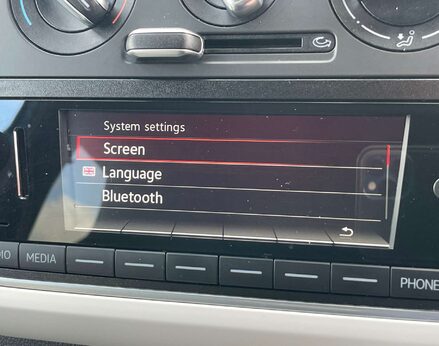 System settings
Screen
Language
Bluetooth
MEDIA
PHONE